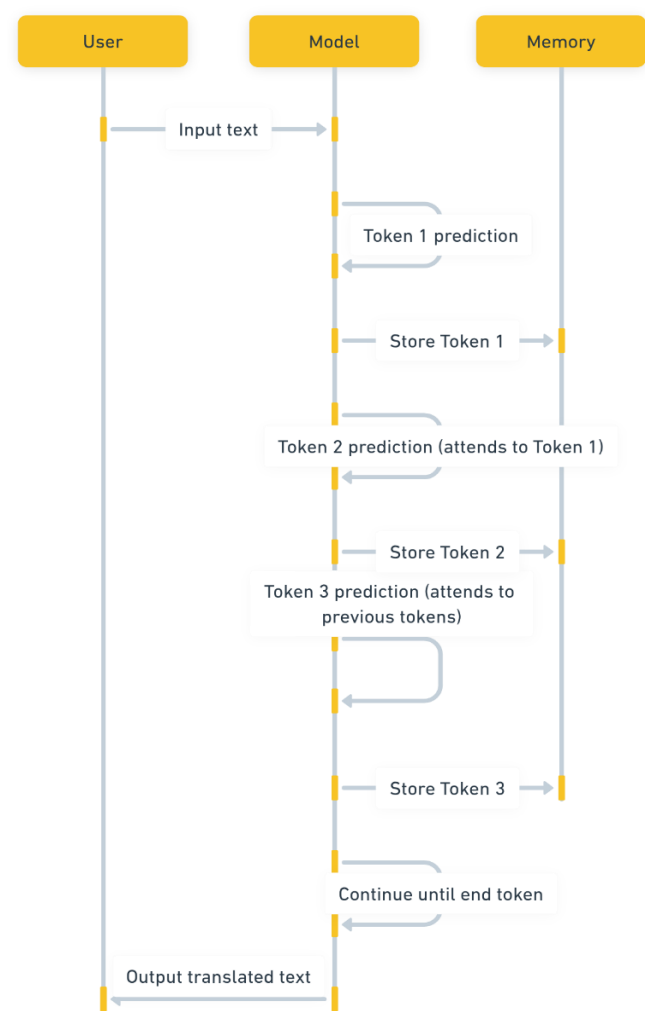 User
Model
Memory
Input text
Token 1 prediction
Store Token 1
Token 2 prediction (attends to Token 1)
Store Token 2
Token 3 prediction (attends to
previous tokens)
Store Token 3
Continue until end token
Output translated text